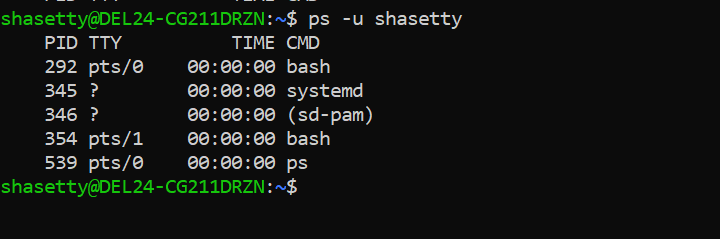 shasetty@DEL24-CG211DRZN:~$ ps -u shasetty
PID TTY TIME CMD
292 pts/0 00:00:00 bash
345 ? 00:00:00 systemd
346 ? 00:00:00 (sd-pam)
354 pts/1 00:00:00 bash
539 pts/0 00:00:00 ps
shasetty@DEL24-CG211DRZN:~$